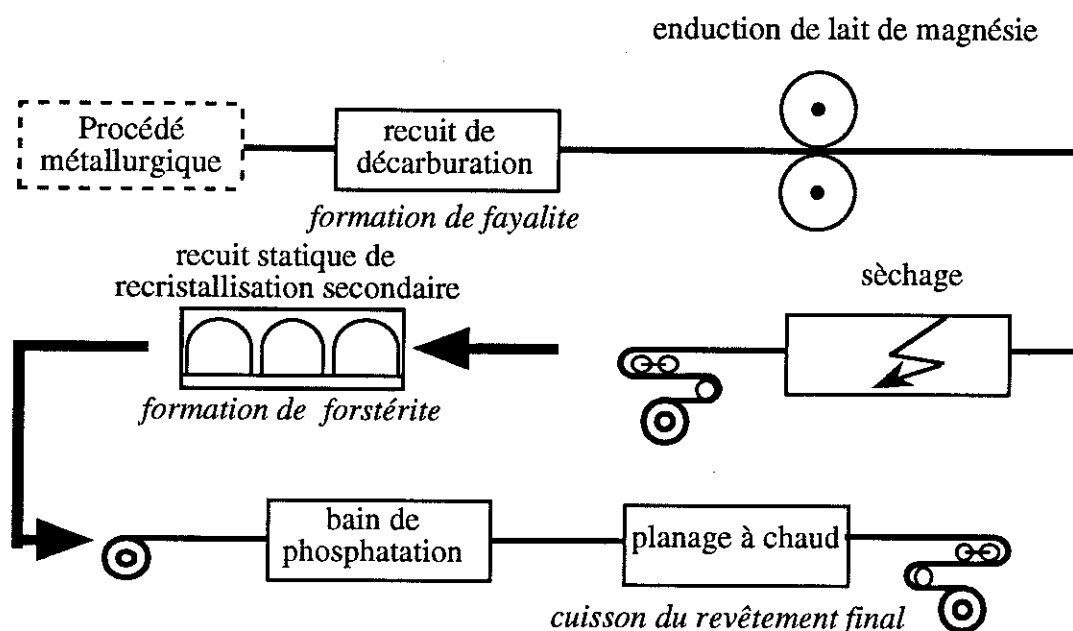 enduction de lait de magnésie
Procédé
métallurgique
recuit de
décarburation
formation de fayalite
recuit statique de
recristallisation secondaire
sèchage
formation de forstérite
bain de
phosphatation
planage à chaud
cuisson du revêtement final